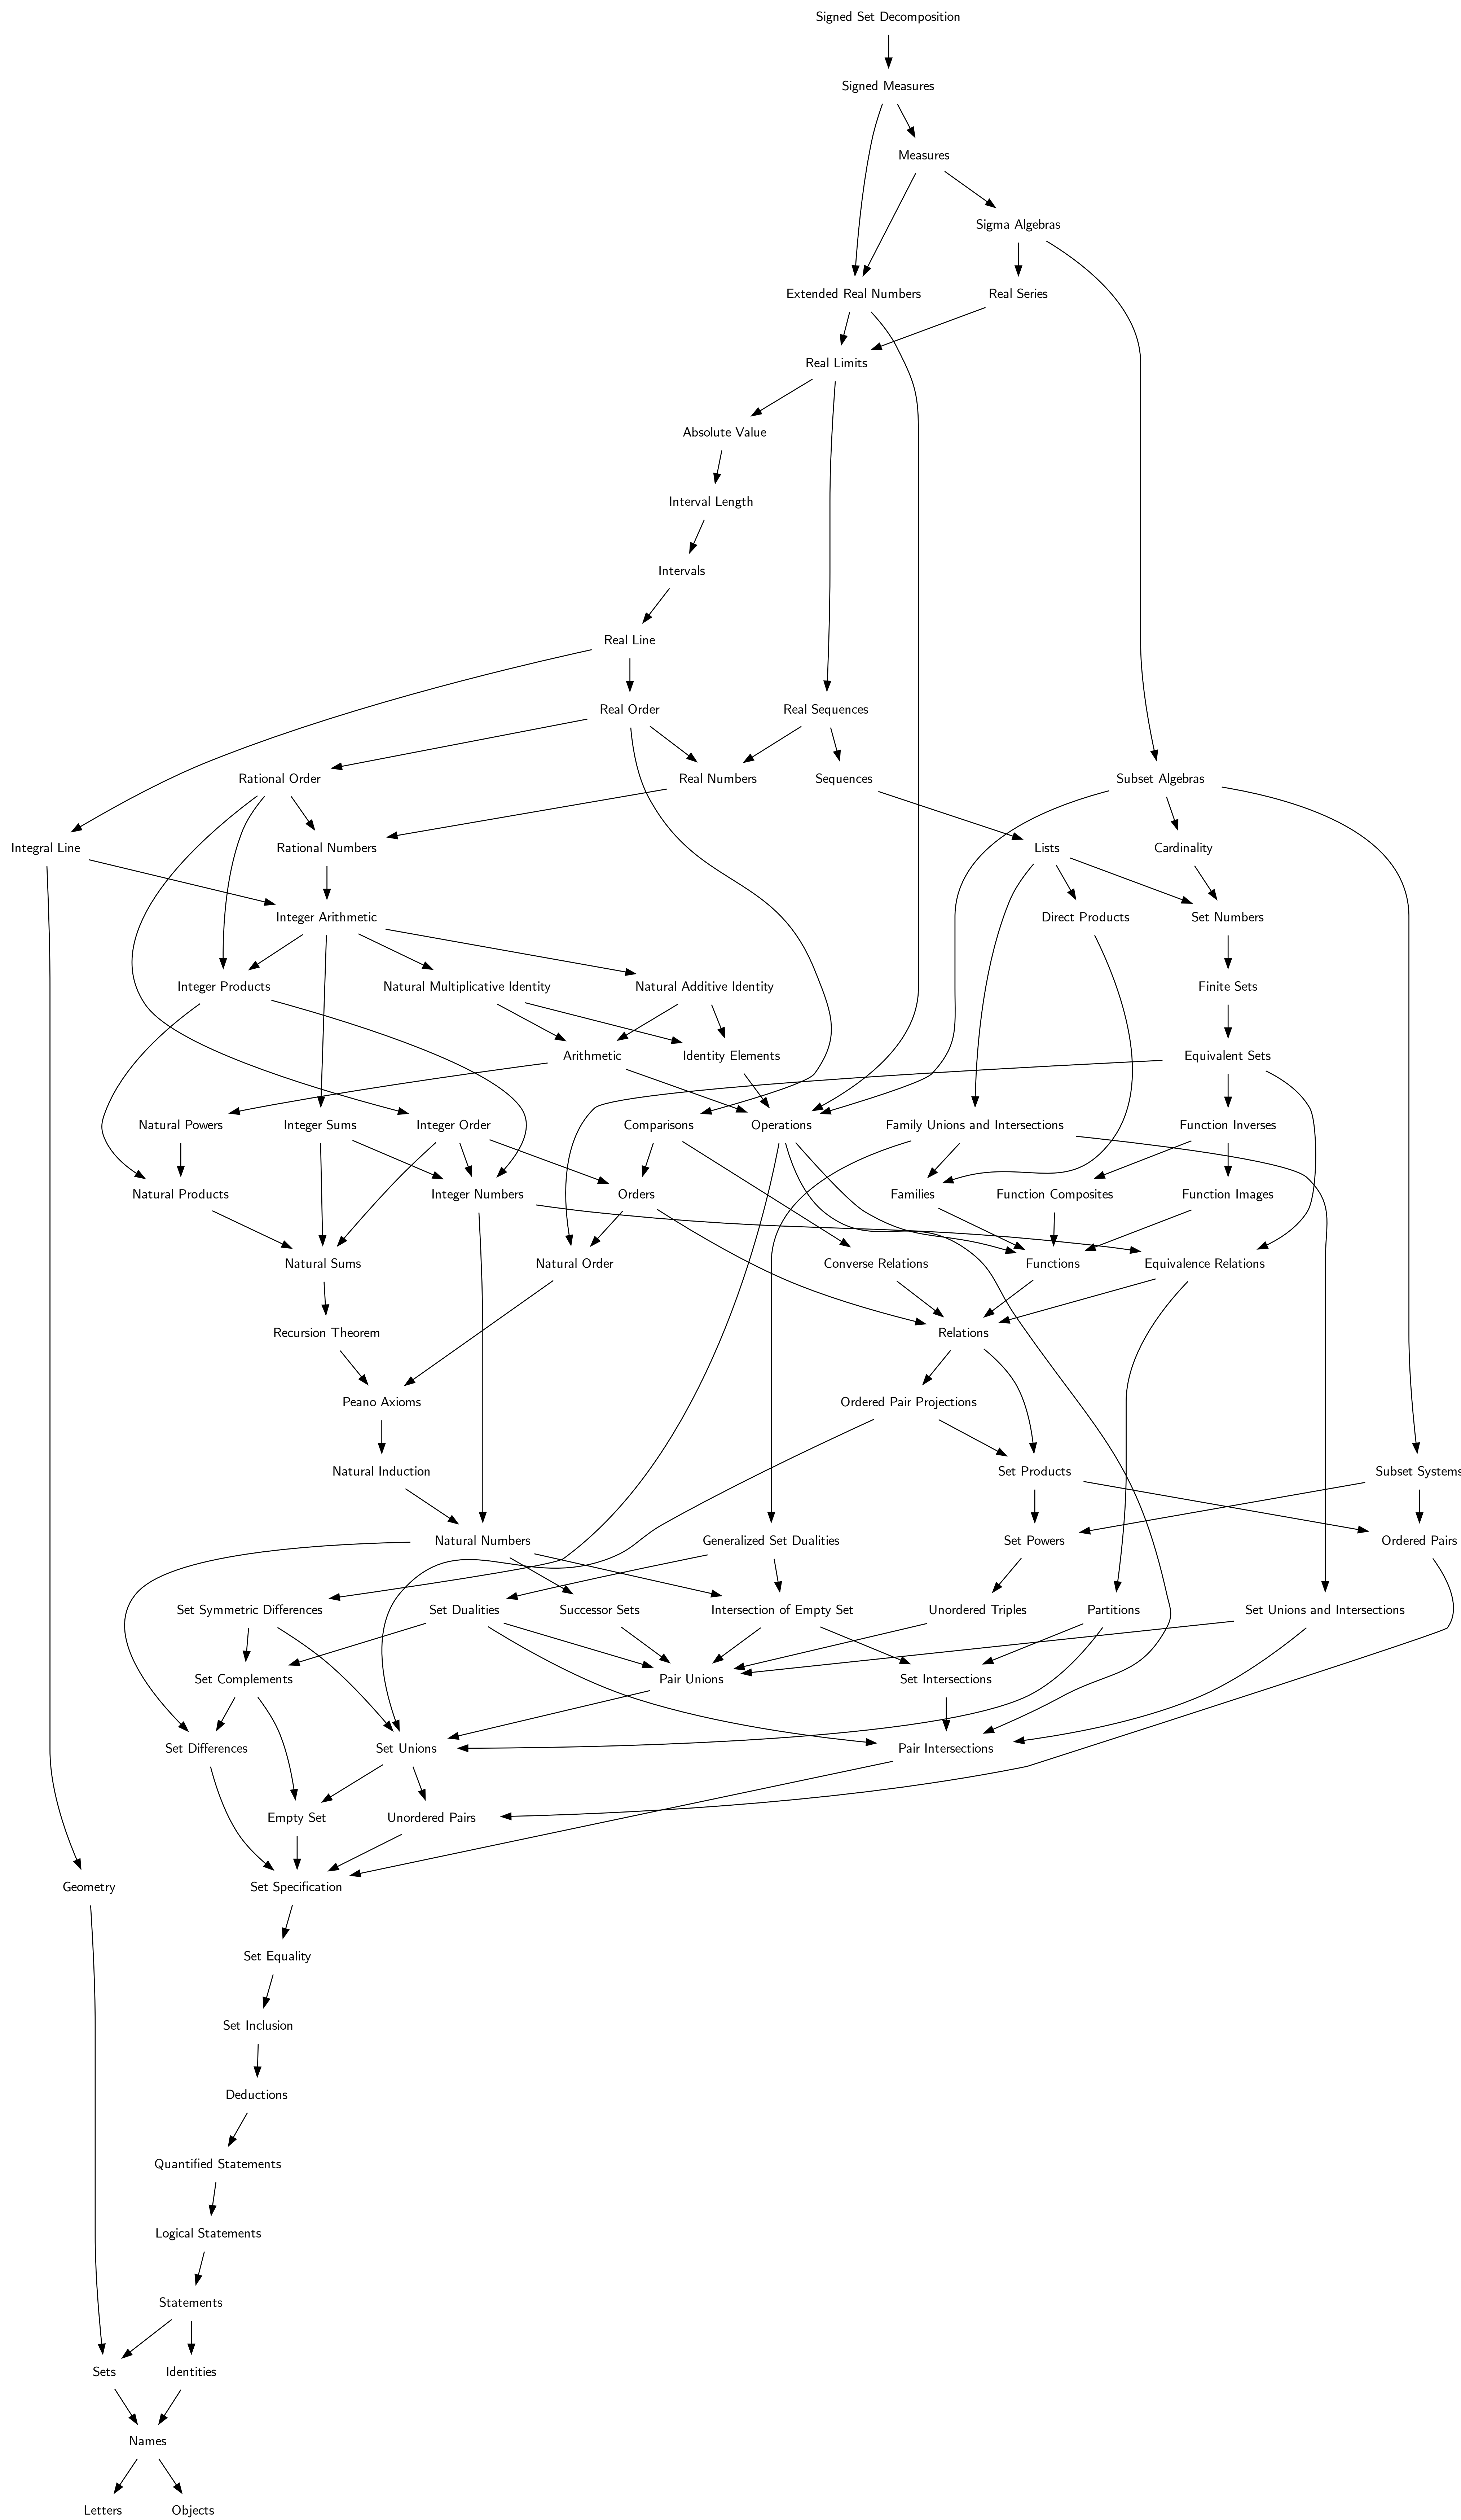 Signed Set Decomposition
Signed Measures
Measures
Sigma Algebras
Extended Real Numbers
Real Series
Real Limits
Absolute Value
Interval Length
Intervals
Real Line
Real Order
Real Sequences
Rational Order
Real Numbers
Sequences
Subset Algebras
Integral Line
Rational Numbers
Lists
Cardinality
Integer Arithmetic
Direct Products
Set Numbers
Integer Products
Natural Multiplicative Identity
Natural Additive Identity
Finite Sets
Arithmetic
Identity Elements
Equivalent Sets
Natural Powers
Integer Sums
Integer Order
Comparisons
Operations
Family Unions and Intersections
Function Inverses
Natural Products
Integer Numbers
Orders
Families
Function Composites
Function Images
Natural Sums
Natural Order
Converse Relations
Functions
Equivalence Relations
Recursion Theorem
Relations
Peano Axioms
Ordered Pair Projections
Natural Induction
Set Products
Subset Systems
Natural Numbers
Generalized Set Dualities
Set Powers
Ordered Pairs
Set Symmetric Differences
Set Dualities
Successor Sets
Intersection of Empty Set
Unordered Triples
Partitions
Set Unions and Intersections
Set Complements
Pair Unions
Set Intersections
Set Differences
Set Unions
Pair Intersections
Empty Set
Unordered Pairs
Geometry
Set Specification
Set Equality
Set Inclusion
Deductions
Quantified Statements
Logical Statements
Statements
Sets
Identities
Names
Letters
Objects